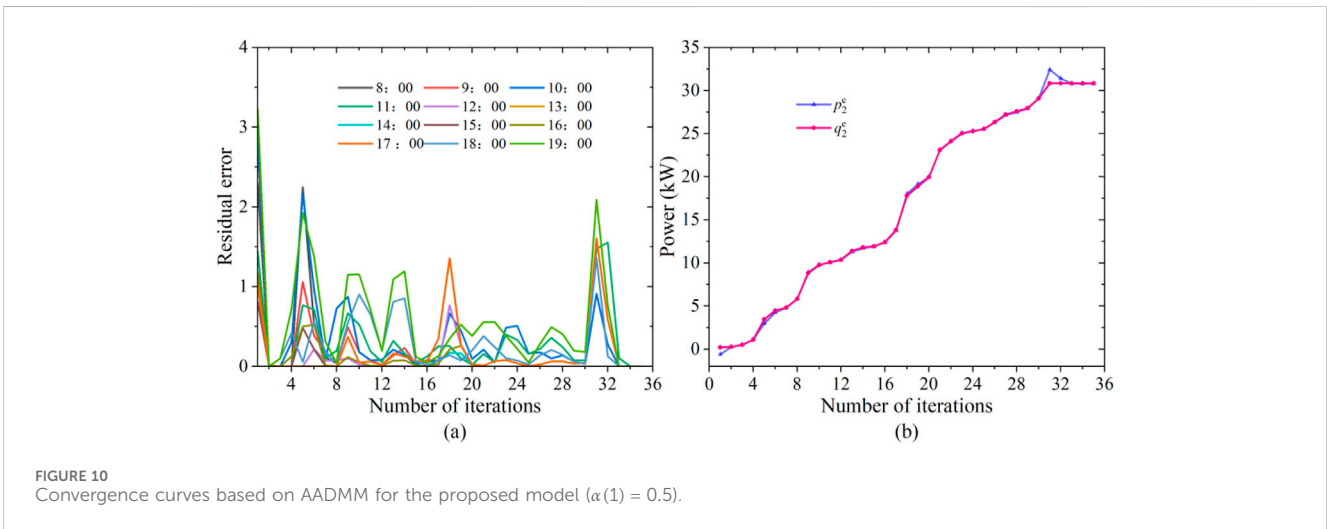 4
3
2
1
0
Residual error
8：00 9：00 10：00
11：00 12：00 13：00
14：00 15：00 16：00
17：00 18：00 19：00
4 8 12 16 20 24 28 32 36
Number of iterations
(a)
35
30
25
20
15
10
5
0
Power (kW)
p₂ᵋ
q₂ᵋ
0 4 8 12 16 20 24 28 32 36
Number of iterations
(b)
FIGURE 10
Convergence curves based on AADMM for the proposed model (α(1) = 0.5).